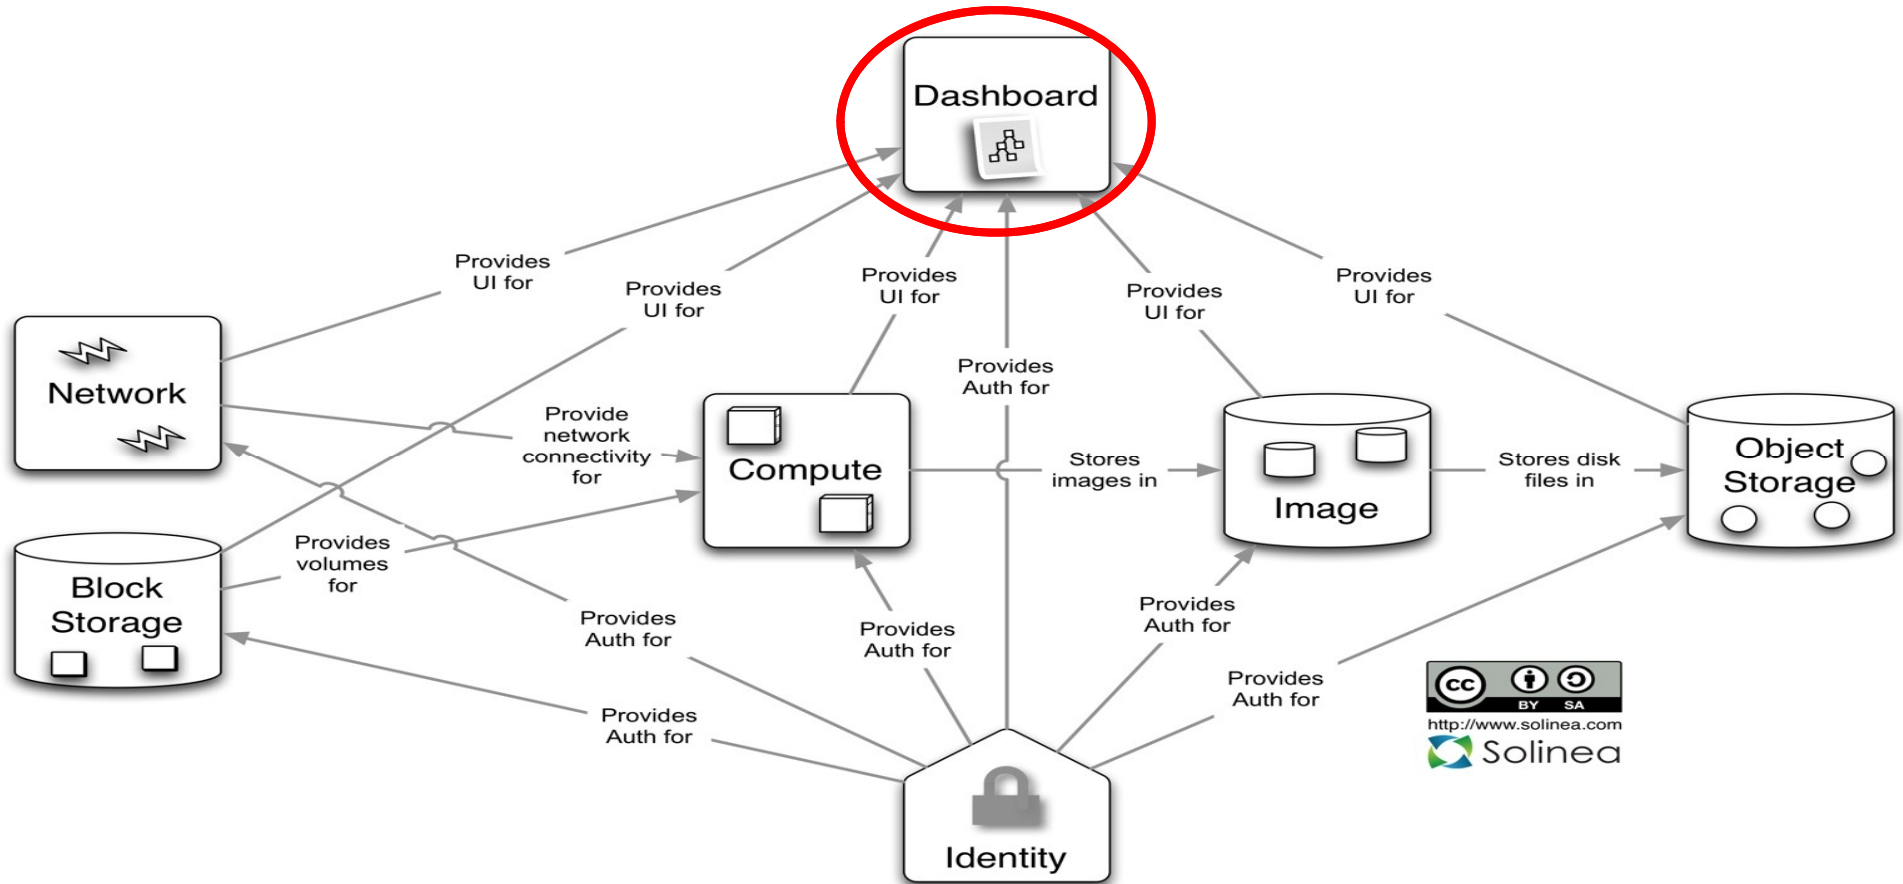 Dashboard
Provides
UI for
Provides
UI for
Provides
UI for
Provides
UI for
Provides
UI for
Provides
Auth for
Network
Provide
network
connectivity
for
Compute
Stores
images in
Image
Stores disk
files in
Object
Storage
Block
Storage
Provides
volumes
for
Provides
Auth for
Provides
Auth for
Provides
Auth for
Provides
Auth for
Provides
Auth for
Identity
cc
BY SA
http://www.solinea.com
Solinea